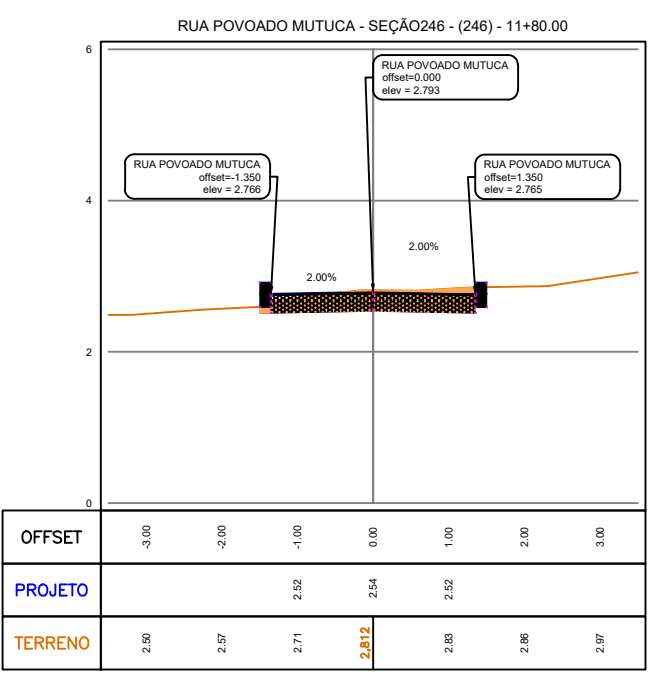 RUA POVOADO MUTUCA - SEÇÃO246 - (246) - 11+80.00
6
RUA POVOADO MUTUCA
offset=0.000
elev = 2.793
RUA POVOADO MUTUCA
offset=-1.350
elev = 2.766
RUA POVOADO MUTUCA
offset=1.350
elev = 2.765
4
2.00%
2.00%
2
0
OFFSET -3.00 -2.00 -1.00 0.00 1.00 2.00 3.00
PROJETO 2.52 2.54 2.52
TERRENO 2.50 2.57 2.71 2,812 2.83 2.86 2.97